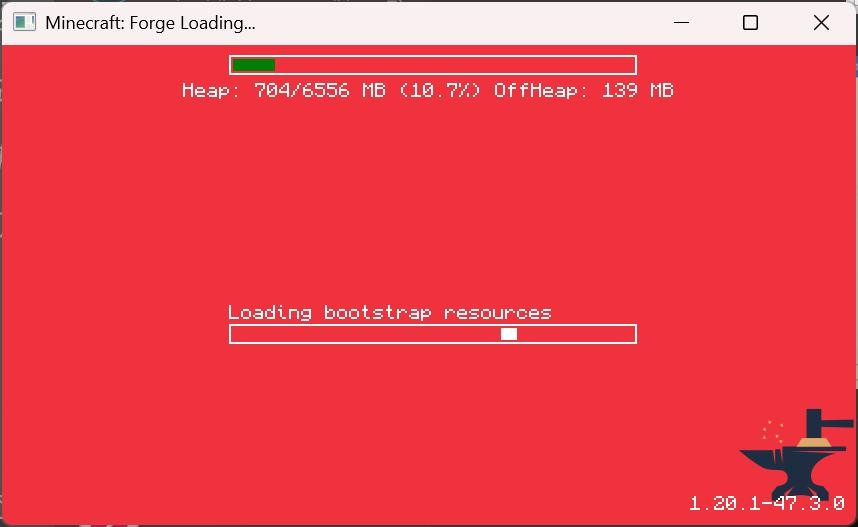 Minecraft: Forge Loading...
Heap: 704/6556 MB (10.7%) OffHeap: 139 MB
Loading bootstrap resources
1.20.1-47.3.0